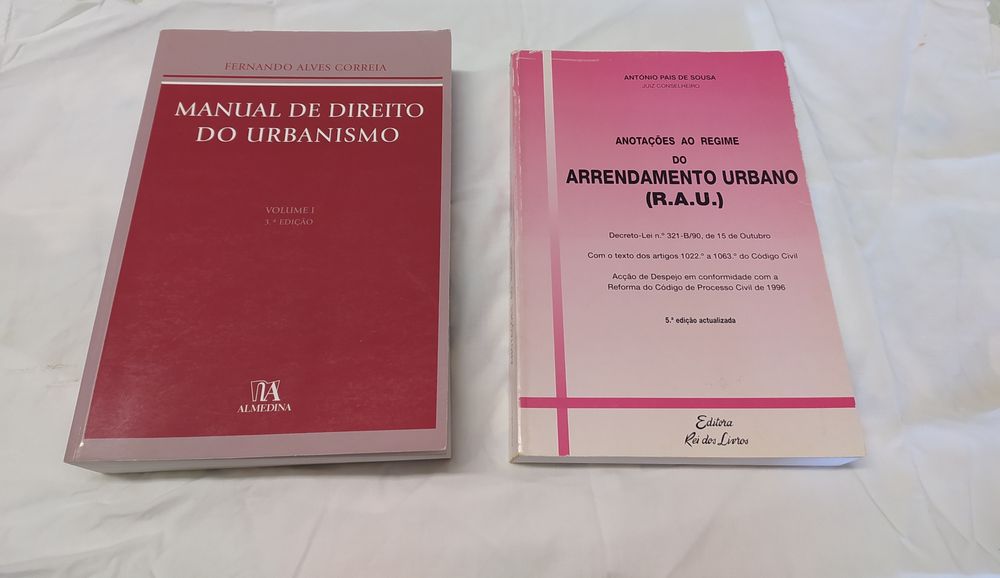 FERNANDO ALVES CORREIA
MANUAL DE DIREITO
DO URBANISMO
VOLUME I
3.ª EDIÇÃO
ALMEDINA
ANTÓNIO PAIS DE SOUSA
JUIZ CONSELHEIRO
ANOTAÇÕES AO REGIME
DO
ARRENDAMENTO URBANO
(R.A.U.)
Decreto-Lei n.º 321-B/90, de 15 de Outubro
Com o texto dos artigos 1022.º a 1063.º do Código Civil
Acção de Despejo em conformidade com a
Reforma do Código de Processo Civil de 1996
5.ª edição actualizada
Editora
Rei dos Livros